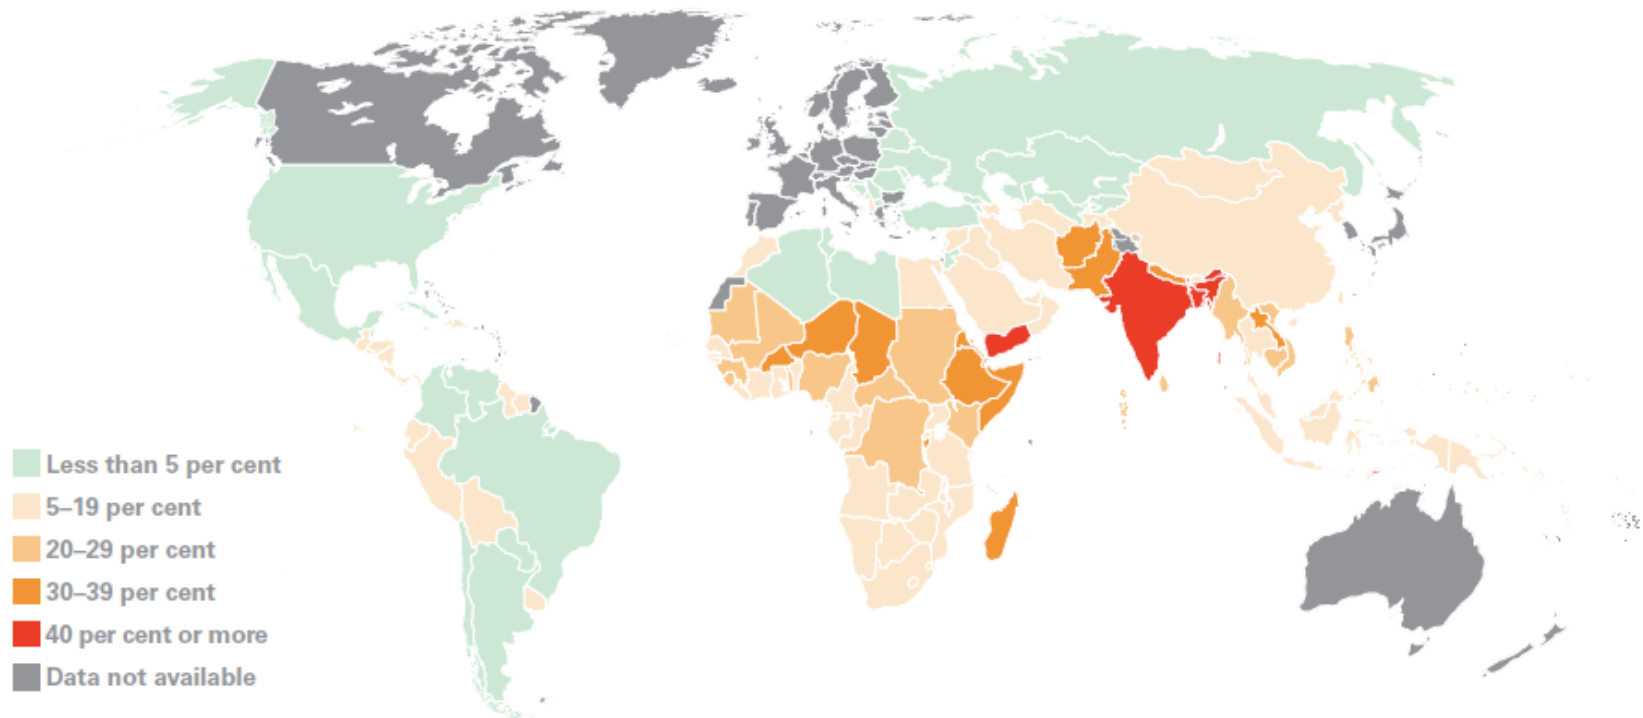 Less than 5 per cent
5–19 per cent
20–29 per cent
30–39 per cent
40 per cent or more
Data not available